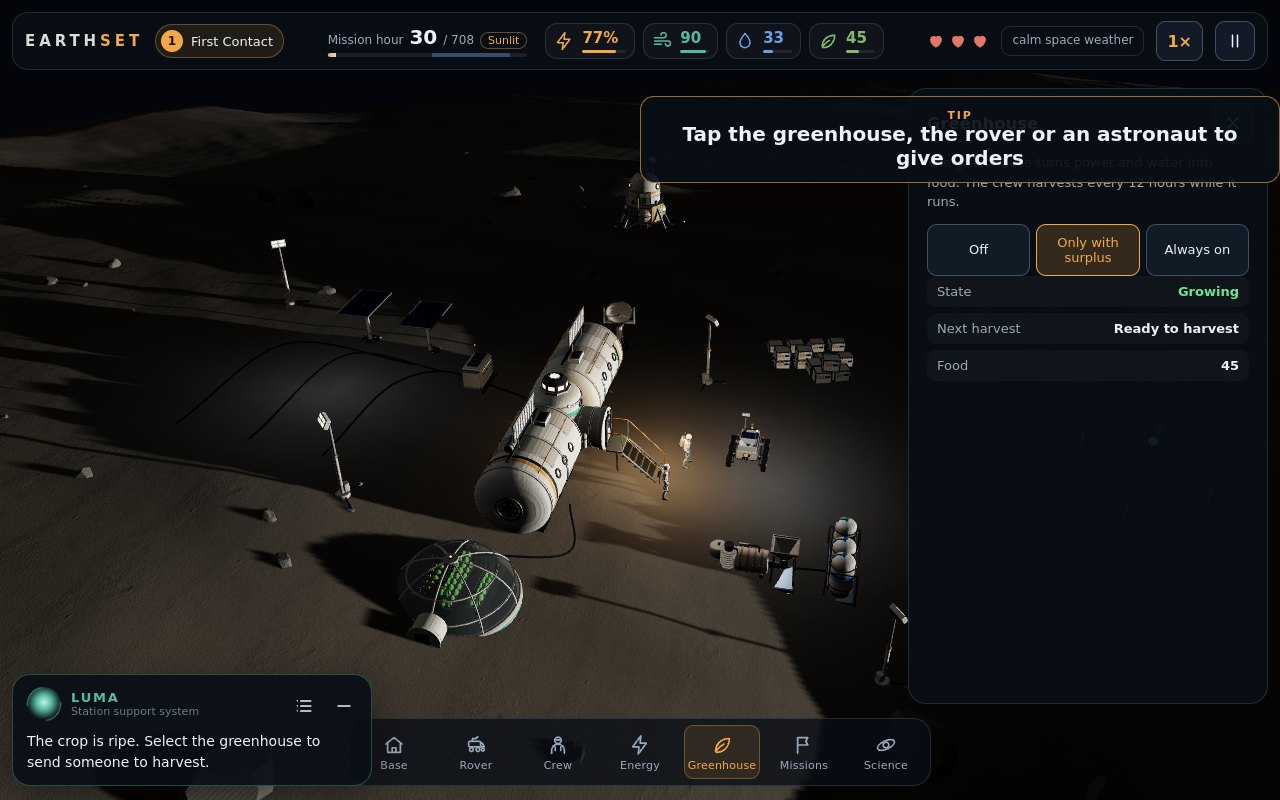 EARTHSET
1 First Contact
Mission hour 30 / 708 Sunlit
77%
90
33
45
calm space weather
1×
TIP
Tap the greenhouse, the rover or an astronaut to
give orders
Greenhouse
turns power and water into
food. The crew harvests every 12 hours while it
runs.
Off
Only with
surplus
Always on
State Growing
Next harvest Ready to harvest
Food 45
LUMA
Station support system
The crop is ripe. Select the greenhouse to
send someone to harvest.
Base
Rover
Crew
Energy
Greenhouse
Missions
Science